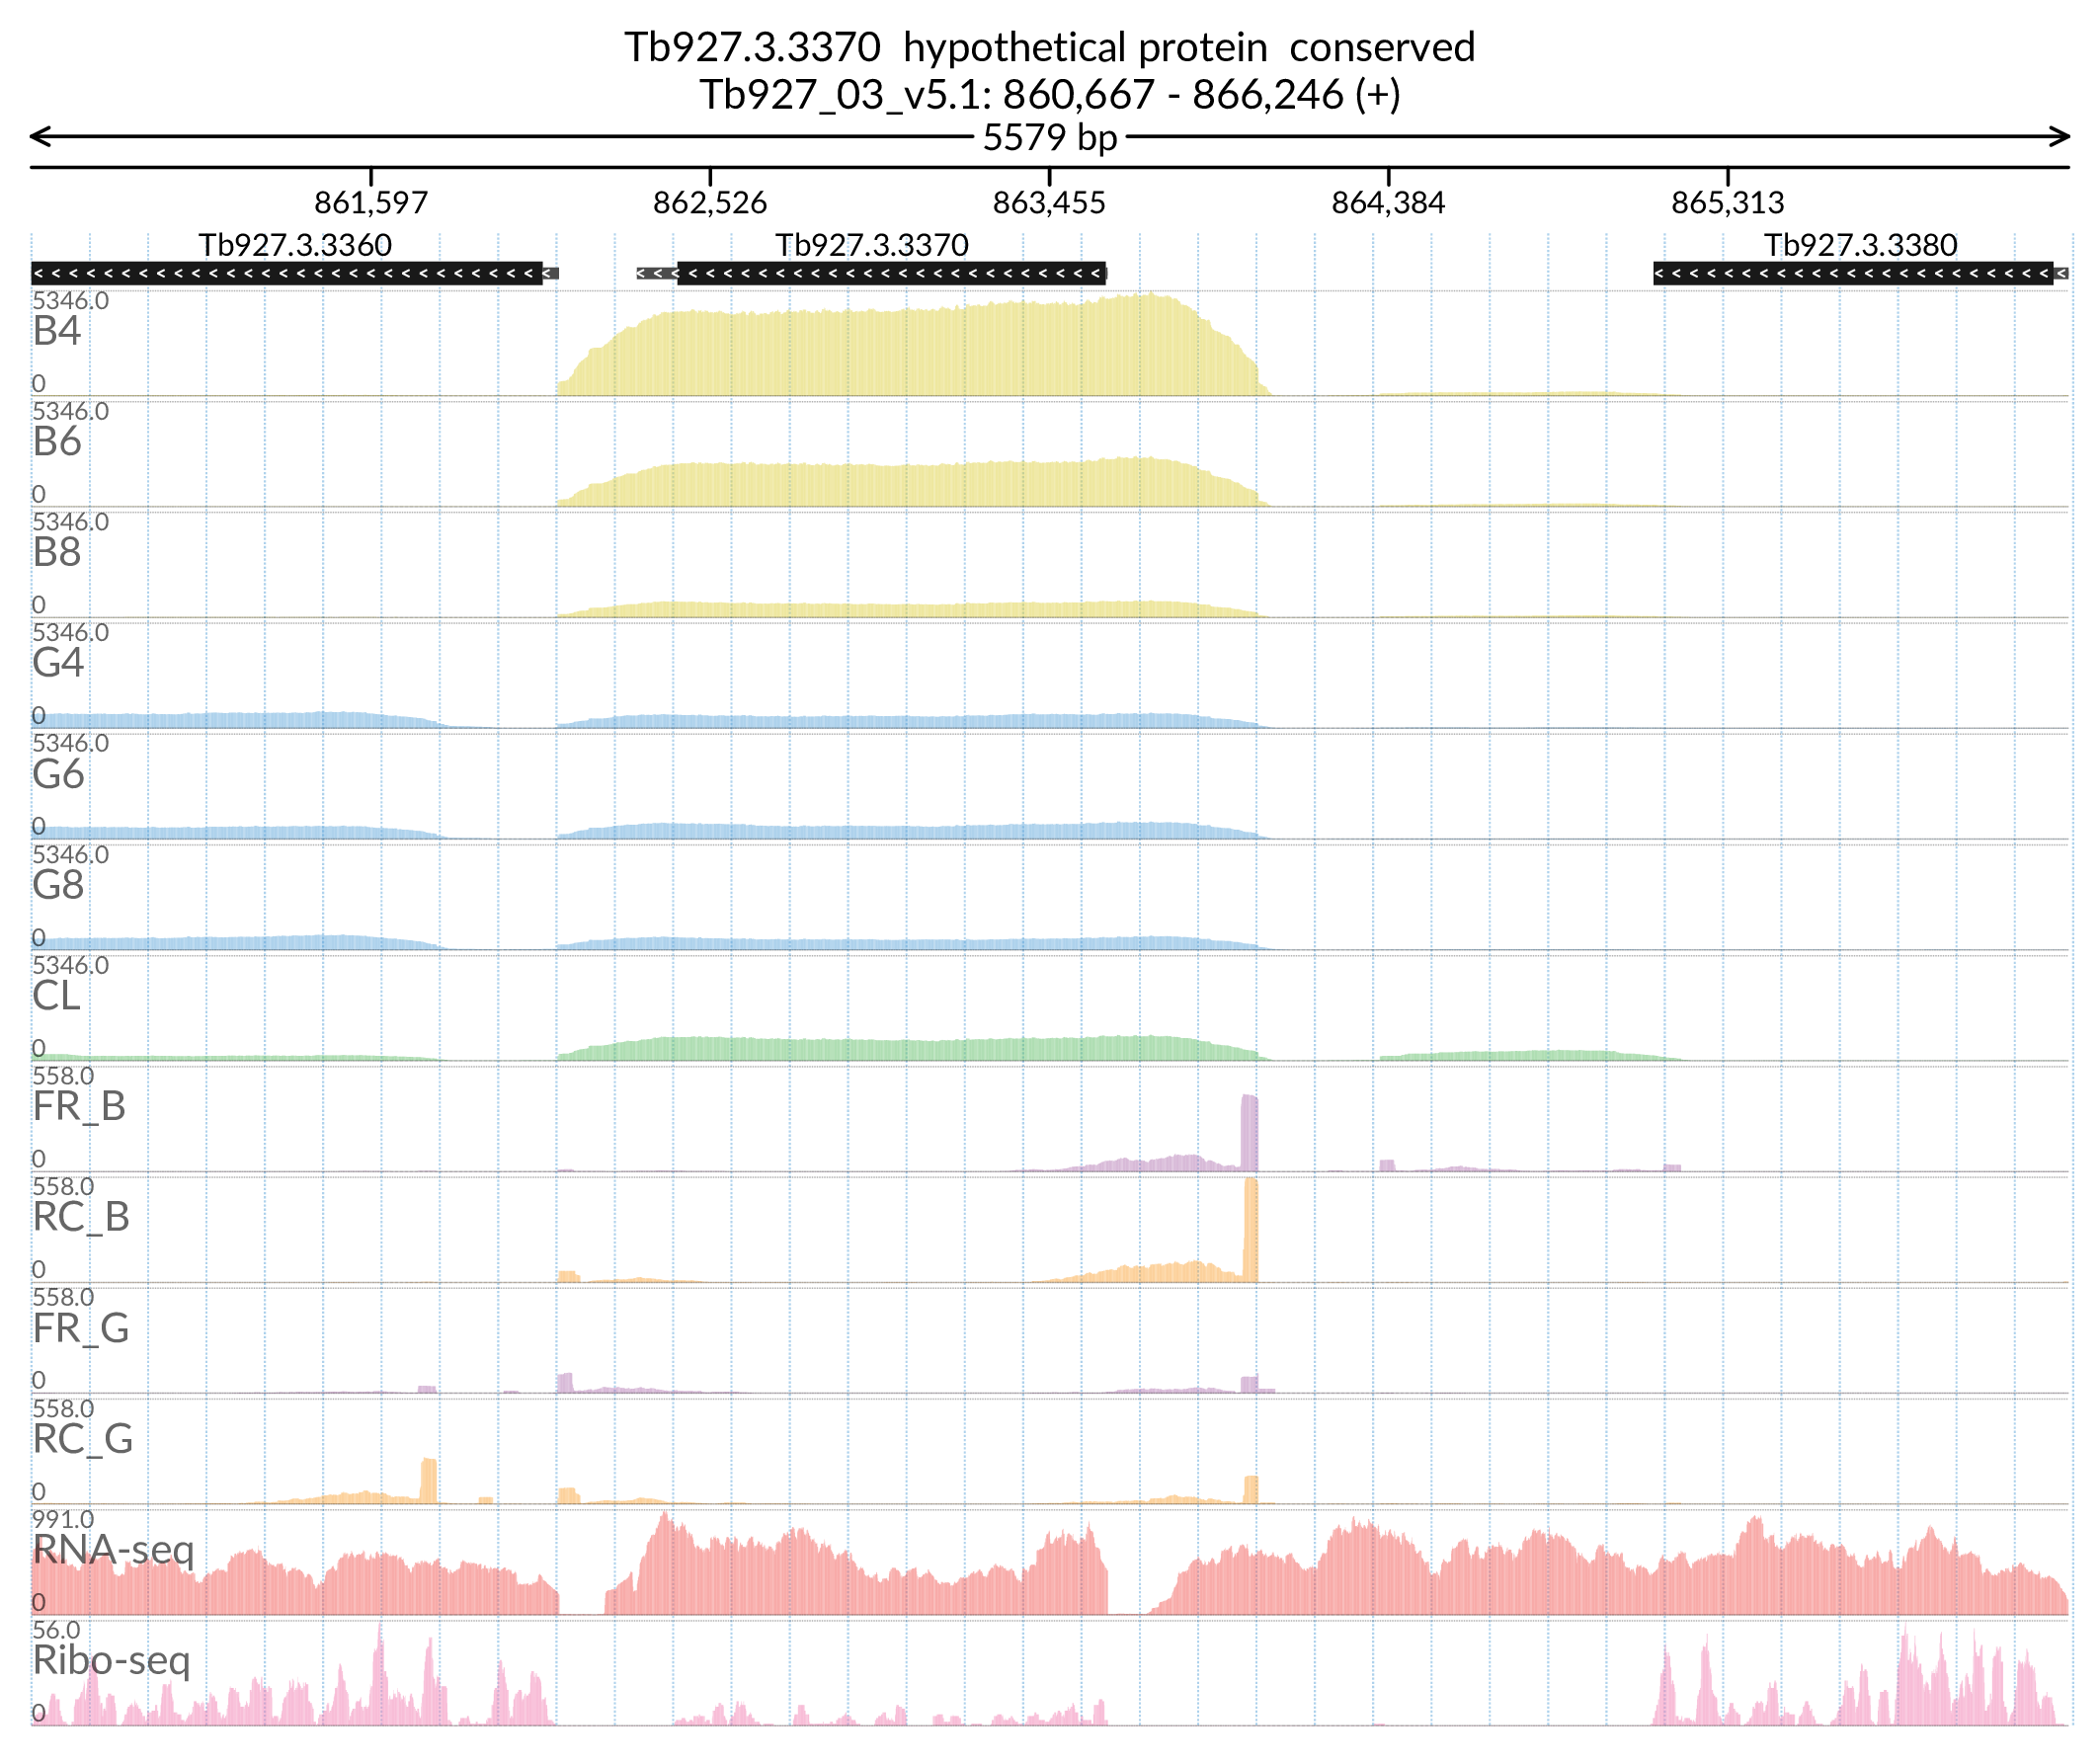 Tb927.3.3370 hypothetical protein conserved
Tb927_03_v5.1: 860,667 - 866,246 (+)
5579 bp
861,597 862,526 863,455 864,384 865,313
Tb927.3.3360 Tb927.3.3370 Tb927.3.3380
5346.0
B4
0
5346.0
B6
0
5346.0
B8
0
5346.0
G4
0
5346.0
G6
0
5346.0
G8
0
5346.0
CL
0
558.0
FR_B
0
558.0
RC_B
0
558.0
FR_G
0
558.0
RC_G
0
991.0
RNA-seq
0
56.0
Ribo-seq
0